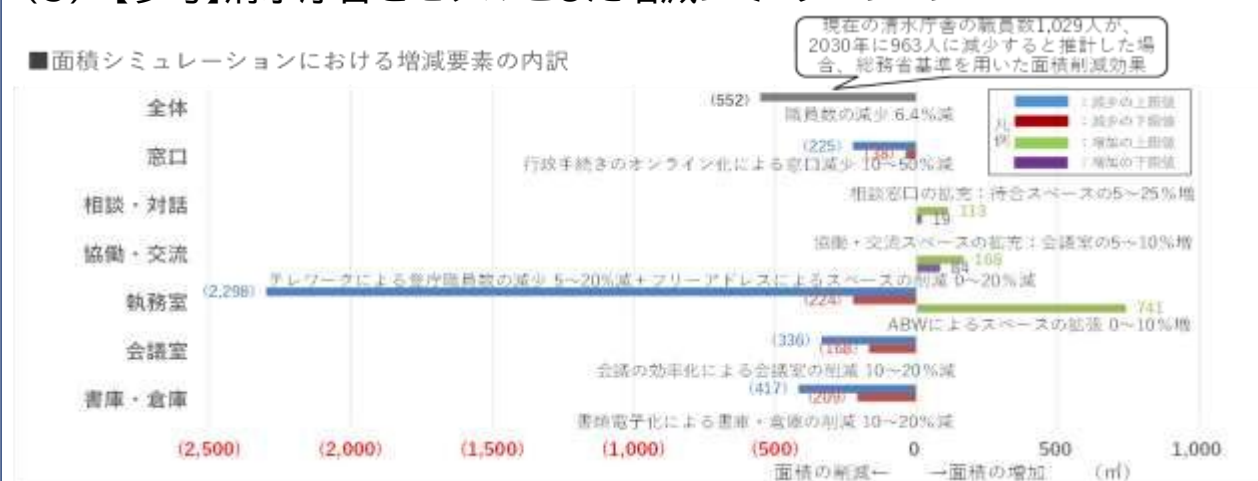 現在の清水庁舎の職員数1,029人が、
2030年に963人に減少すると推計した場
合、総務省基準を用いた面積削減効果
■面積シミュレーションにおける増減要素の内訳
全体
(552)
職員数の減少 6.4%減
凡例
：減少の上限値
：減少の下限値
：増加の上限値
：増加の下限値
窓口
(225)
(38)
行政手続きのオンライン化による窓口減少 10～50%減
相談・対話
相談窓口の拡充：待合スペースの5～25%増
113
19
協働・交流
協働・交流スペースの拡充：会議室の5～10%増
168
84
テレワークによる登庁職員数の減少 5～20%減＋フリーアドレスによるスペースの削減 0～20%減
執務室
(2,298)
(224)
741
ABWによるスペースの拡張 0～10%増
会議室
(336)
(168)
会議の効率化による会議室の削減 10～20%減
書庫・倉庫
(417)
(209)
書類電子化による書庫・倉庫の削減 10～20%減
(2,500) (2,000) (1,500) (1,000) (500) 0 500 1,000
面積の削減← →面積の増加 (㎡)